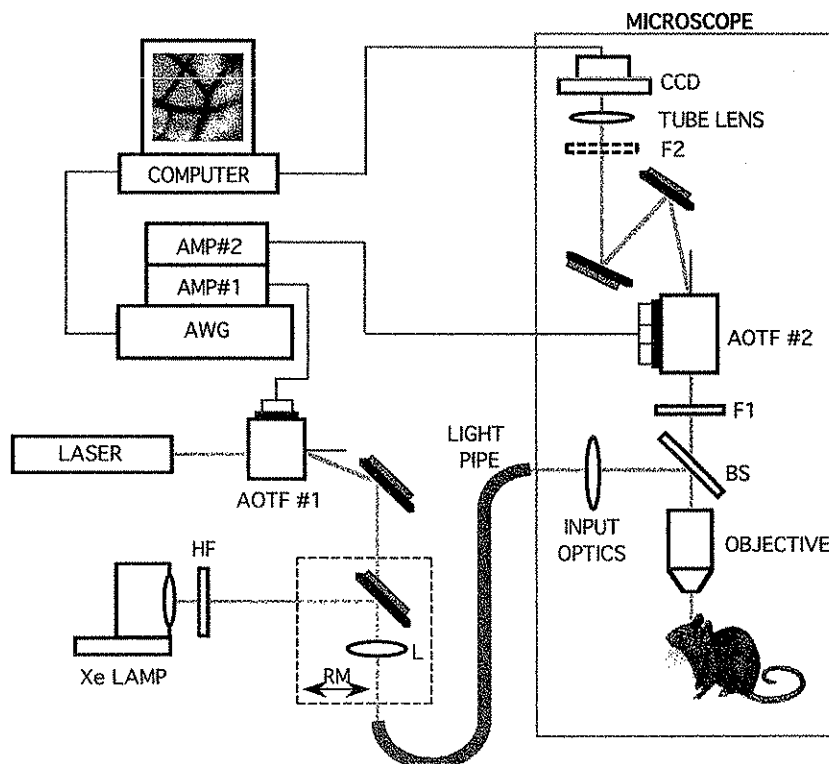 MICROSCOPE
CCD
TUBE LENS
F2
COMPUTER
AMP#2
AMP#1
AWG
AOTF #2
F1
LIGHT
PIPE
LASER
AOTF #1
BS
INPUT
OPTICS
OBJECTIVE
HF
Xe LAMP
L
RM